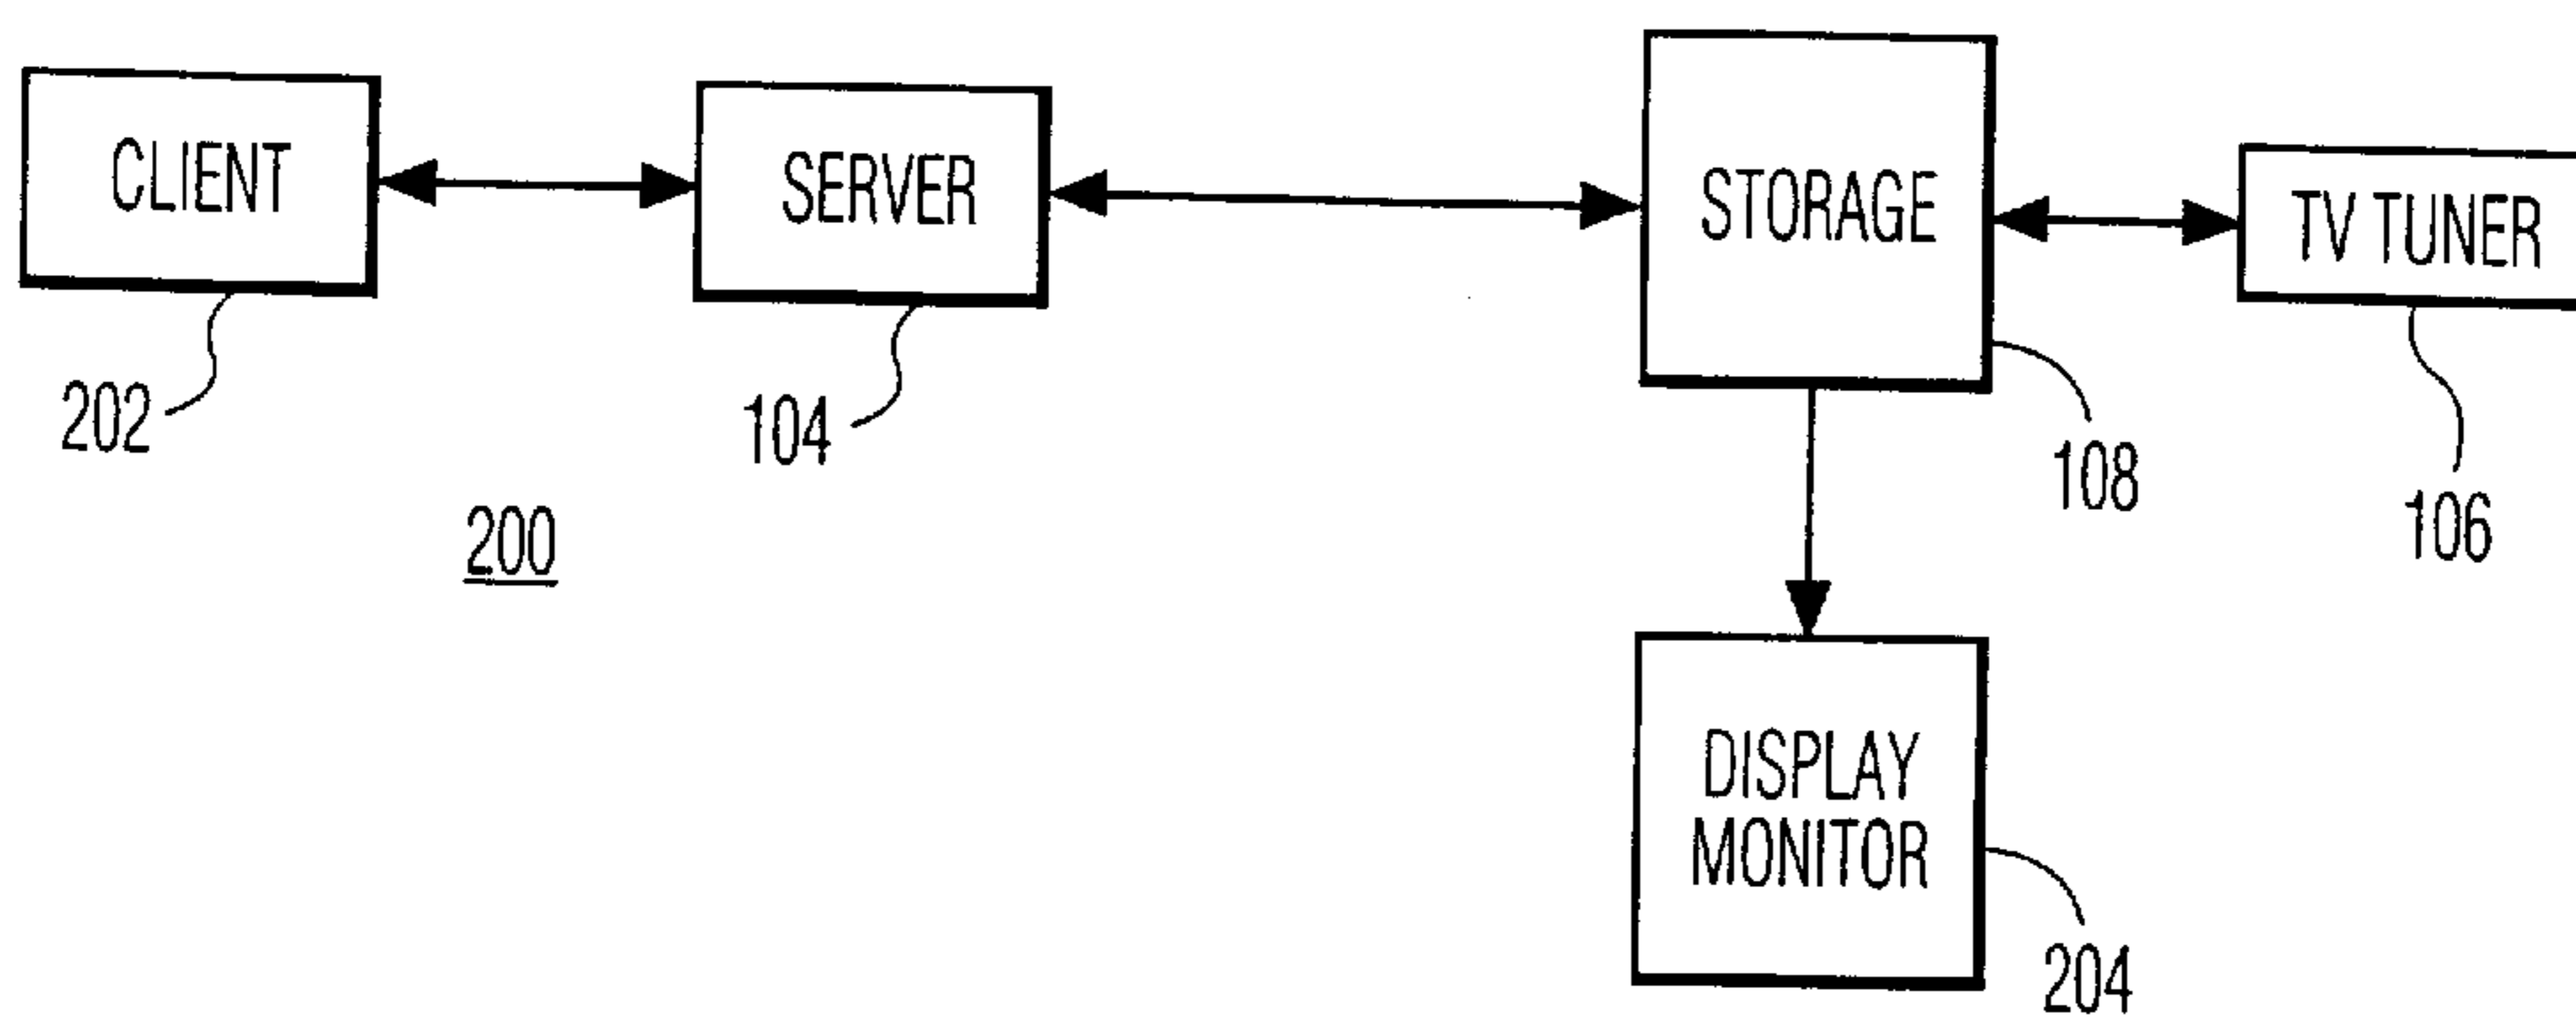 CLIENT
SERVER
STORAGE
TV TUNER
202
104
108
106
200
DISPLAY
MONITOR
204